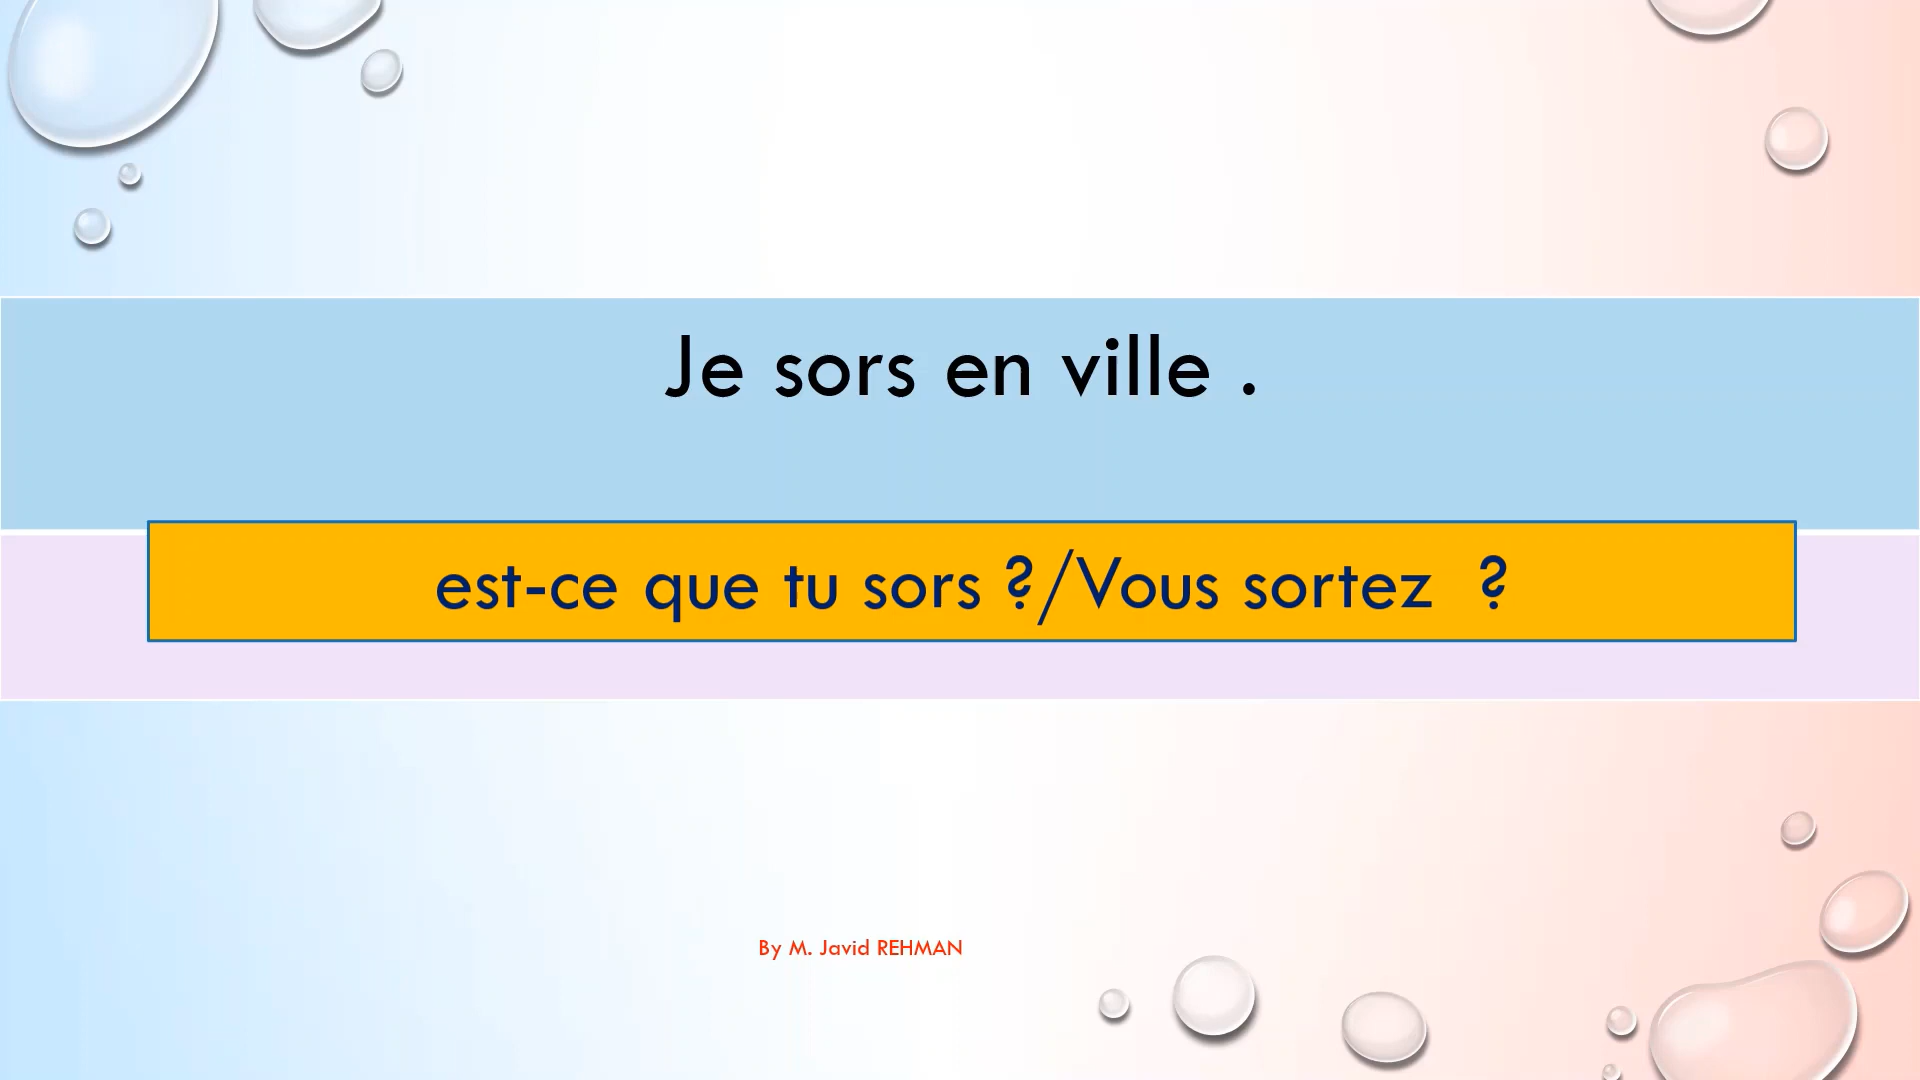 Je sors en ville .
est-ce que tu sors ?/Vous sortez  ?
By M. Javid REHMAN